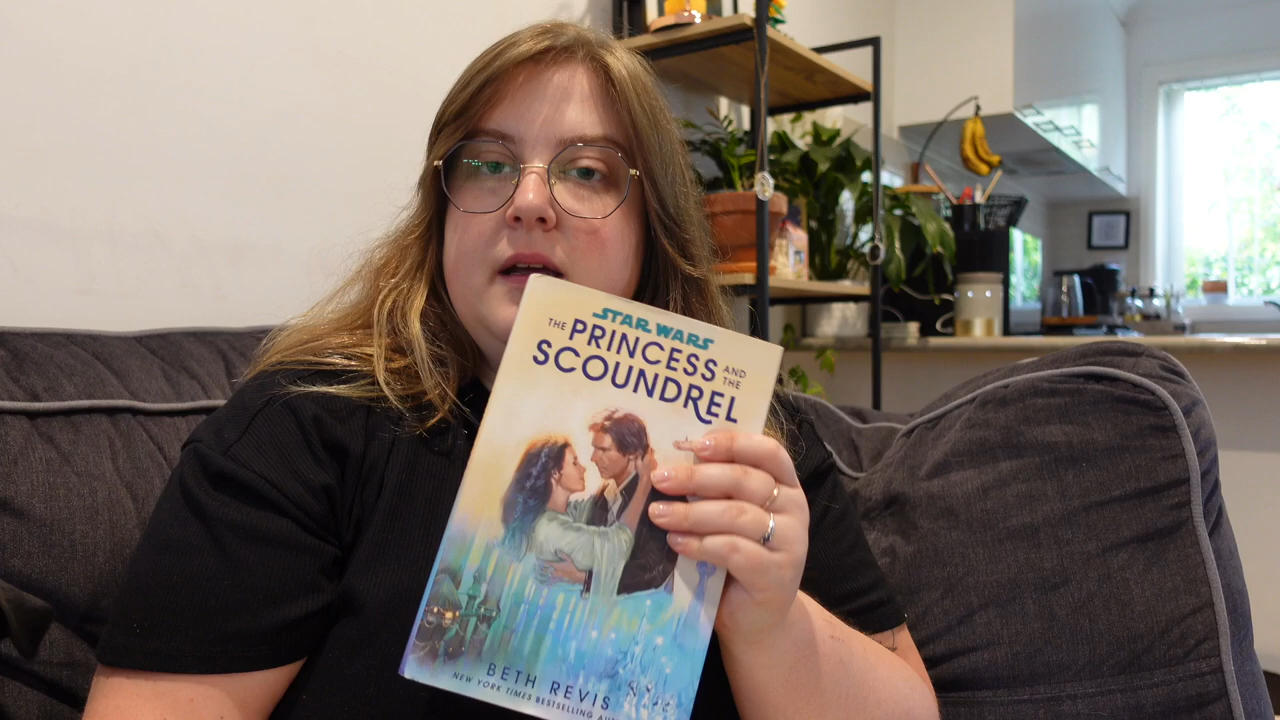 STAR WARS
THE PRINCESS AND THE
SCOUNDREL
BETH REVIS
NEW YORK TIMES BESTSELLING